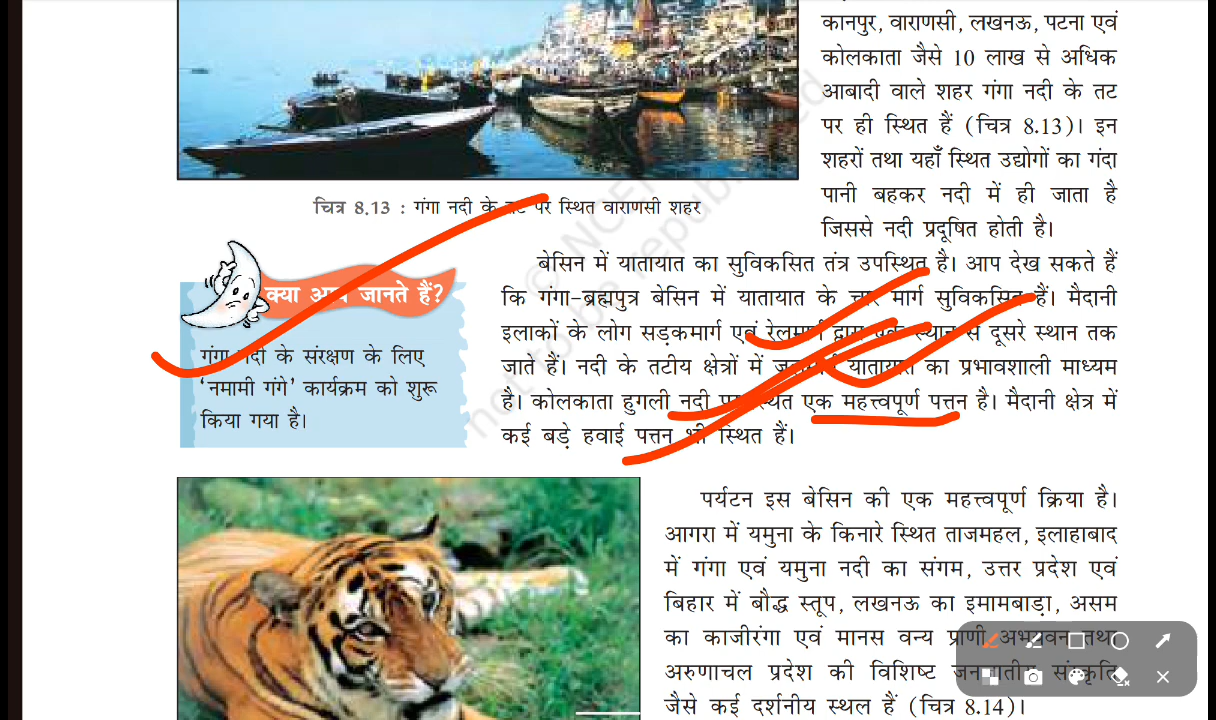 कानपुर, वाराणसी, लखनऊ, पटना एवं
कोलकाता जैसे 10 लाख से अधिक
आबादी वाले शहर गंगा नदी के तट
पर ही स्थित हैं (चित्र 8.13)। इन
शहरों तथा यहाँ स्थित उद्योगों का गंदा
पानी बहकर नदी में ही जाता है
जिससे नदी प्रदूषित होती है।
चित्र 8.13 : गंगा नदी के तट पर स्थित वाराणसी शहर
क्या आप जानते हैं?
गंगा नदी के संरक्षण के लिए
‘नमामी गंगे’ कार्यक्रम को शुरू
किया गया है।
बेसिन में यातायात का सुविकसित तंत्र उपस्थित है। आप देख सकते हैं
कि गंगा-ब्रह्मपुत्र बेसिन में यातायात के चार मार्ग सुविकसित हैं। मैदानी
इलाकों के लोग सड़कमार्ग एवं रेलमार्ग द्वारा एक स्थान से दूसरे स्थान तक
जाते हैं। नदी के तटीय क्षेत्रों में जलमार्ग यातायात का प्रभावशाली माध्यम
है। कोलकाता हुगली नदी पर स्थित एक महत्त्वपूर्ण पत्तन है। मैदानी क्षेत्र में
कई बड़े हवाई पत्तन भी स्थित हैं।
पर्यटन इस बेसिन की एक महत्त्वपूर्ण क्रिया है।
आगरा में यमुना के किनारे स्थित ताजमहल, इलाहाबाद
में गंगा एवं यमुना नदी का संगम, उत्तर प्रदेश एवं
बिहार में बौद्ध स्तूप, लखनऊ का इमामबाड़ा, असम
का काजीरंगा एवं मानस वन्य प्राणी अभयवन तथा
अरुणाचल प्रदेश की विशिष्ट जनजातीय संस्कृति
जैसे कई दर्शनीय स्थल हैं (चित्र 8.14)।
© NCERT
not to be republished